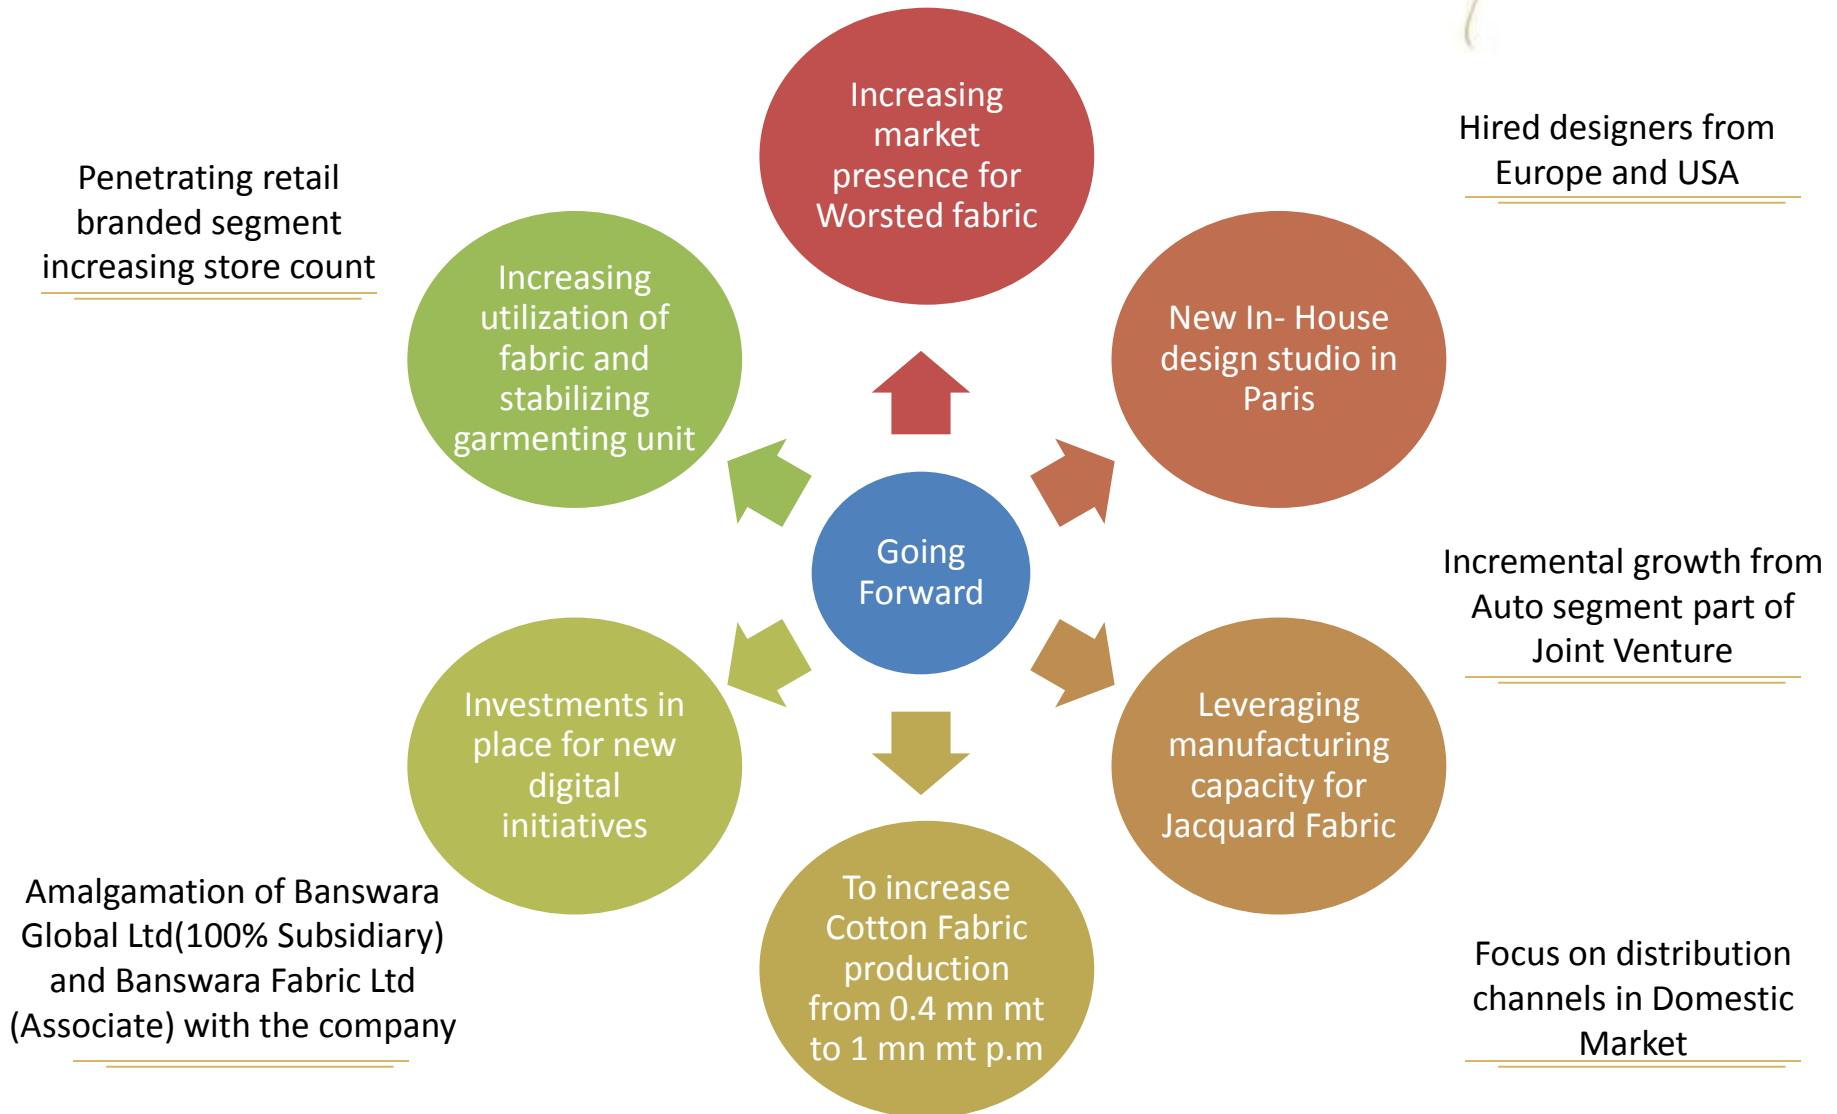 Increasing
market
presence for
Worsted fabric
Hired designers from
Europe and USA
Penetrating retail
branded segment
increasing store count
Increasing
utilization of
fabric and
stabilizing
garmenting unit
New In- House
design studio in
Paris
Going
Forward
Incremental growth from
Auto segment part of
Joint Venture
Investments in
place for new
digital
initiatives
Leveraging
manufacturing
capacity for
Jacquard Fabric
Amalgamation of Banswara
Global Ltd(100% Subsidiary)
and Banswara Fabric Ltd
(Associate) with the company
To increase
Cotton Fabric
production
from 0.4 mn mt
to 1 mn mt p.m
Focus on distribution
channels in Domestic
Market